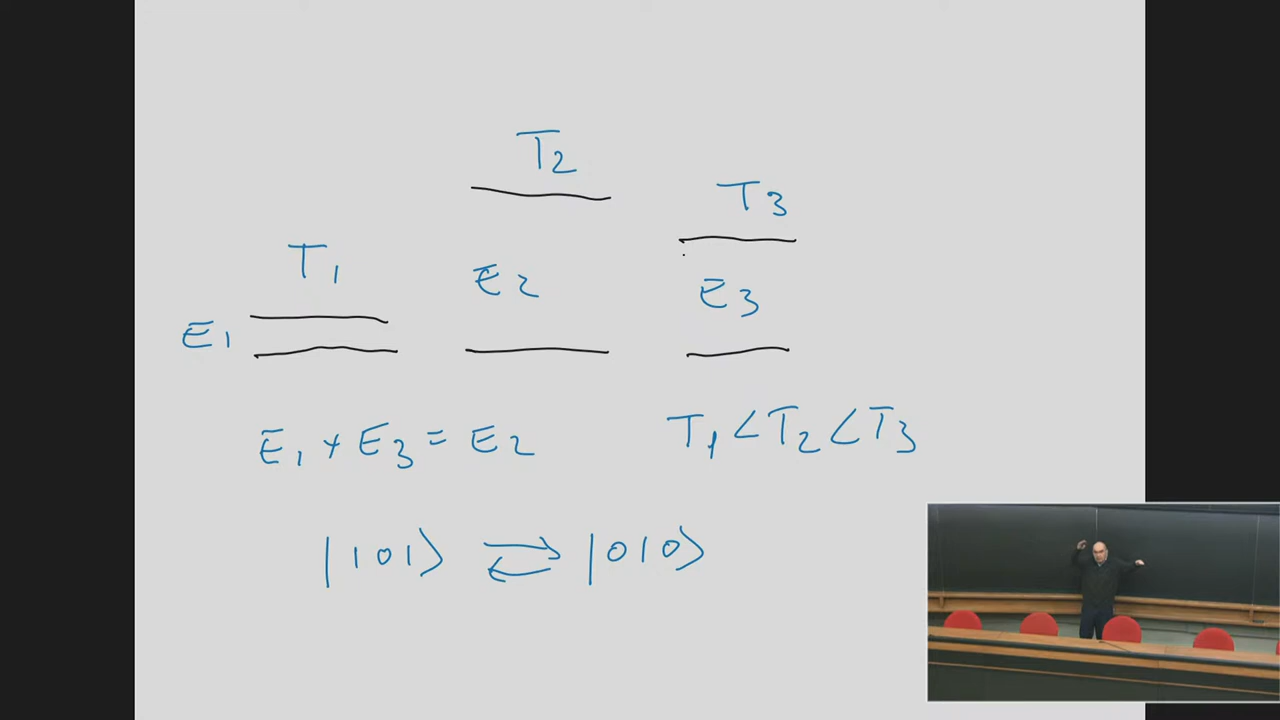 T2
T3
T1
E2
E3
E1
E1 + E3 = E2
T1 < T2 < T3
|101⟩ ⇄ |010⟩